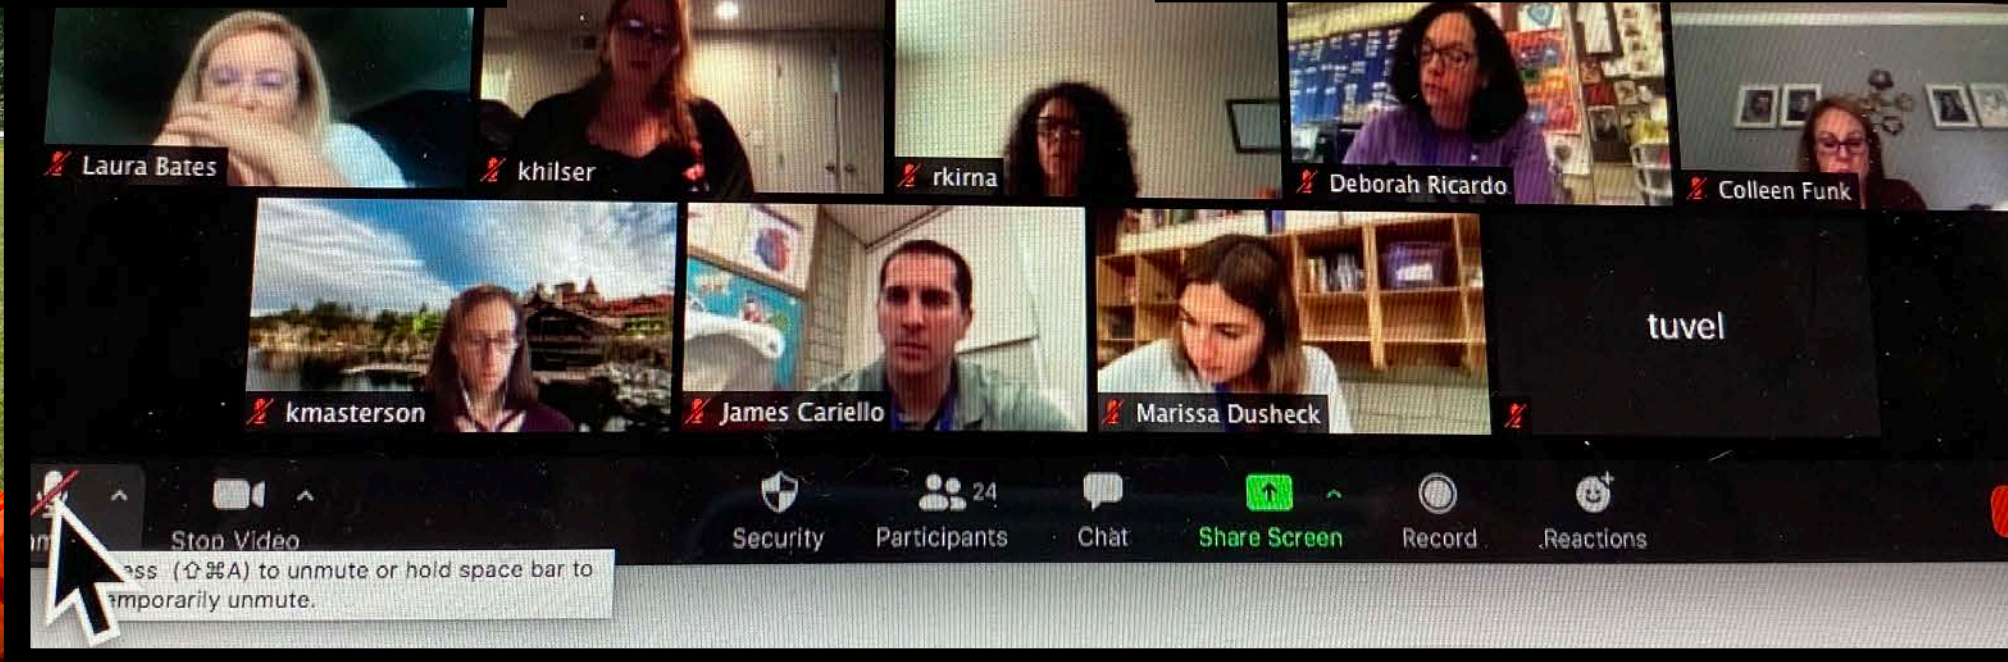 Laura Bates
khilser
rkirna
Deborah Ricardo
Colleen Funk
kmasterson
James Cariello
Marissa Dusheck
tuvel
Stop Video
Security
24
Participants
Chat
Share Screen
Record
Reactions
(⇧⌘A) to unmute or hold space bar to
unmute.